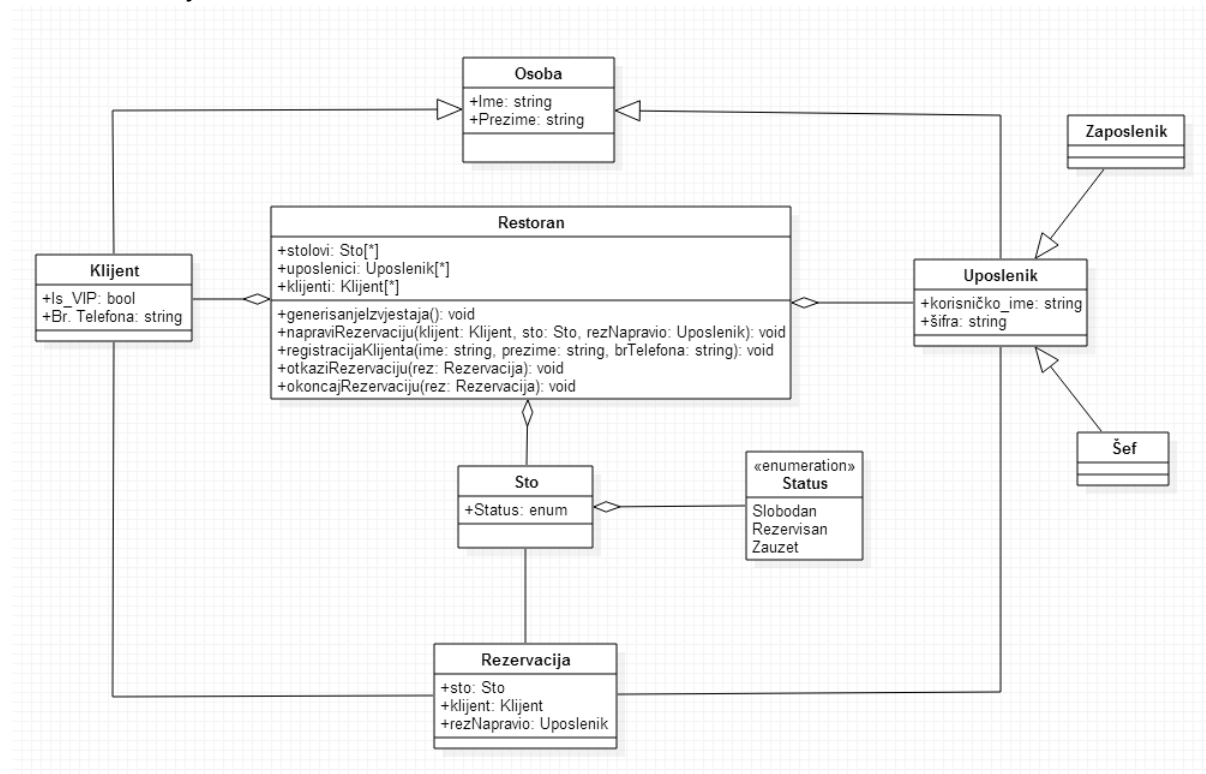 Osoba
+Ime: string
+Prezime: string
Zaposlenik
Restoran
+stolovi: Sto[*]
+uposlenici: Uposlenik[*]
+klijenti: Klijent[*]
+generisanjeIzvjestaja(): void
+napraviRezervaciju(klijent: Klijent, sto: Sto, rezNapravio: Uposlenik): void
+registracijaKlijenta(ime: string, prezime: string, brTelefona: string): void
+otkaziRezervaciju(rez: Rezervacija): void
+okoncajRezervaciju(rez: Rezervacija): void
Klijent
+Is_VIP: bool
+Br. Telefona: string
Uposlenik
+korisničko_ime: string
+šifra: string
Šef
Sto
+Status: enum
«enumeration»
Status
Slobodan
Rezervisan
Zauzet
Rezervacija
+sto: Sto
+klijent: Klijent
+rezNapravio: Uposlenik